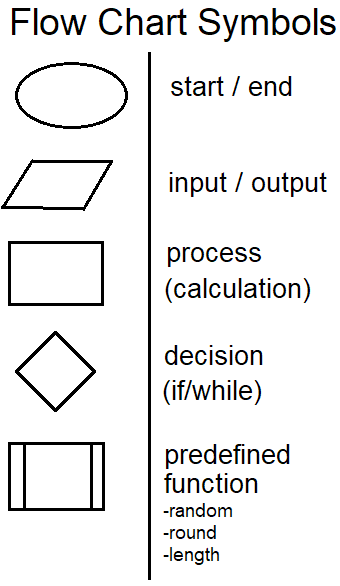 Flow Chart Symbols
start / end
input / output
process
(calculation)
decision
(if/while)
predefined
function
-random
-round
-length